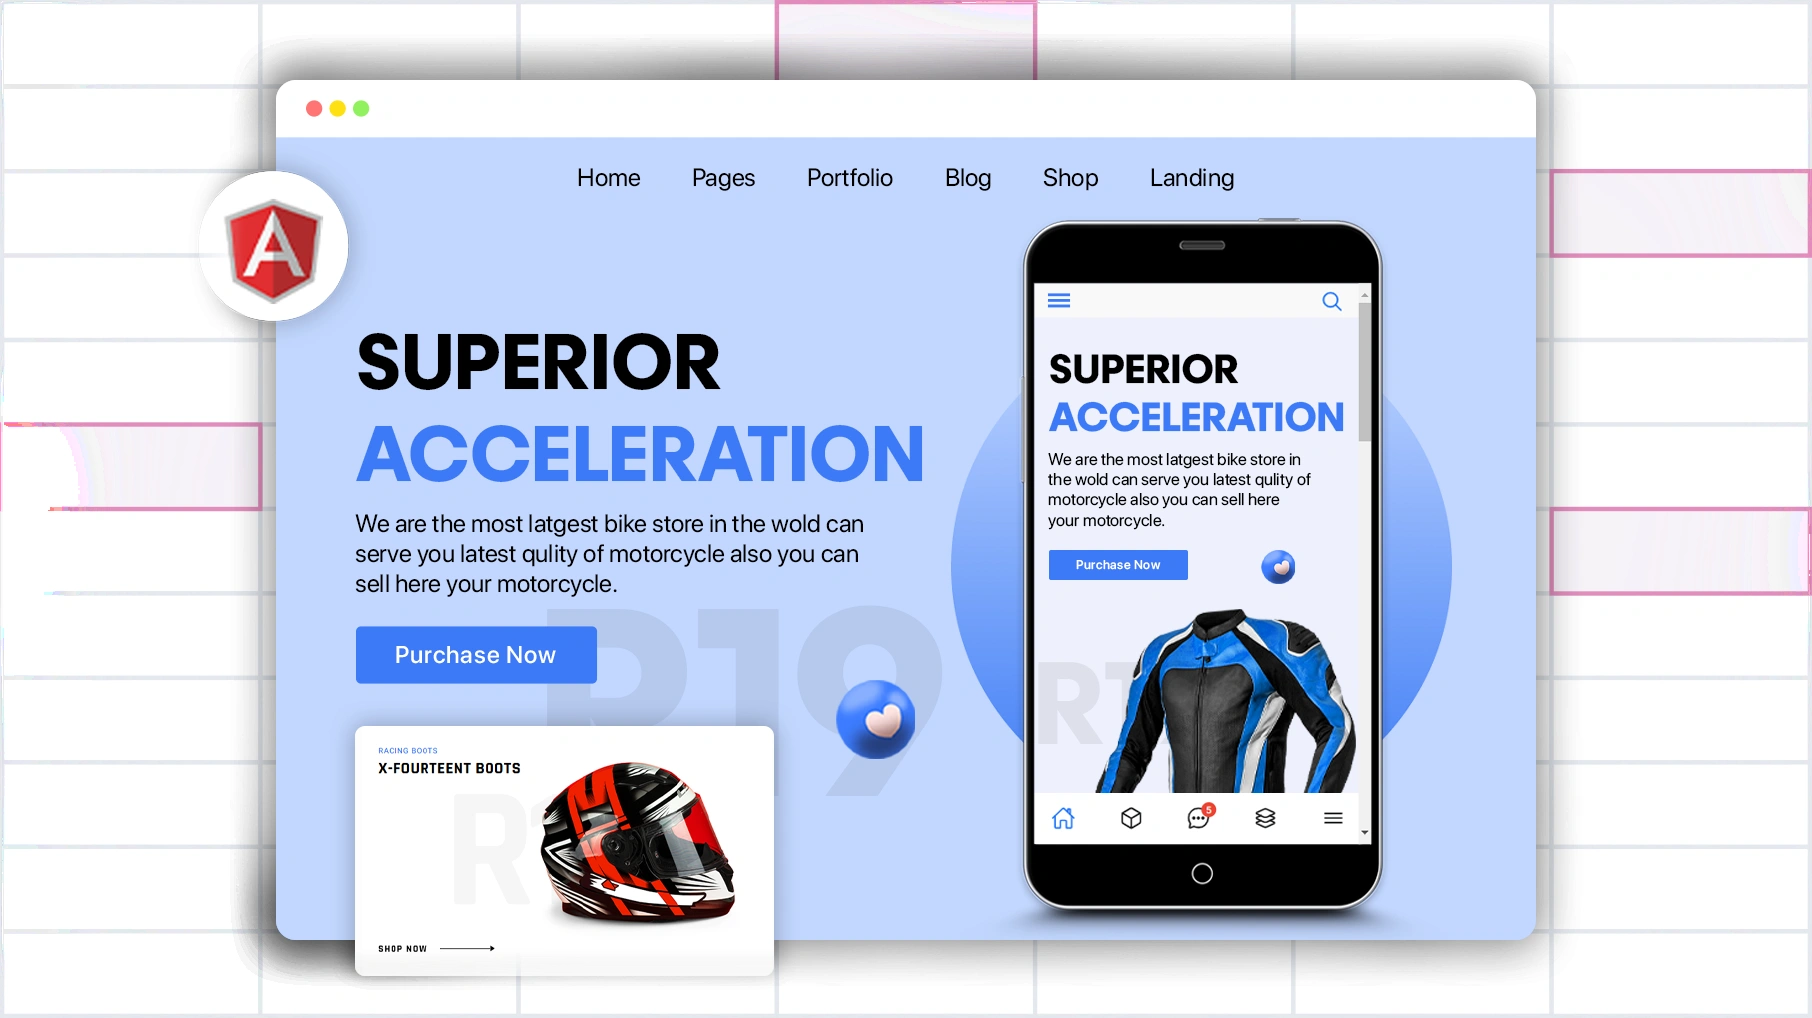 Home Pages Portfolio Blog Shop Landing
SUPERIOR
ACCELERATION
We are the most latgest bike store in the wold can
serve you latest qulity of motorcycle also you can
sell here your motorcycle.
Purchase Now
R19
RACING BOOTS
X-FOURTEENT BOOTS
R1
SHOP NOW
SUPERIOR
ACCELERATION
We are the most latgest bike store in
the wold can serve you latest qulity of
motorcycle also you can sell here
your motorcycle.
Purchase Now
R1
5
A